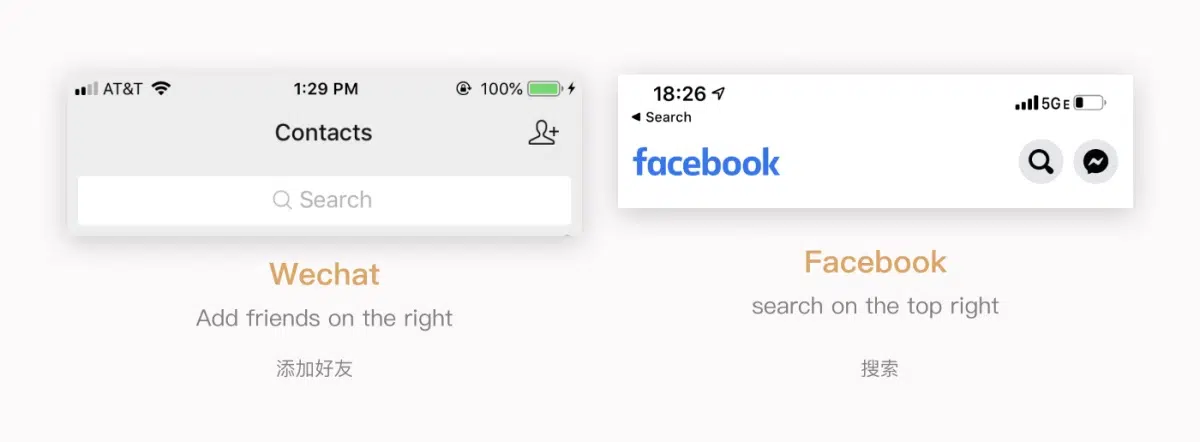 AT&T 1:29 PM 100%
Contacts
Search
Wechat
Add friends on the right
添加好友
18:26 5GE
Search
facebook
Facebook
search on the top right
搜索